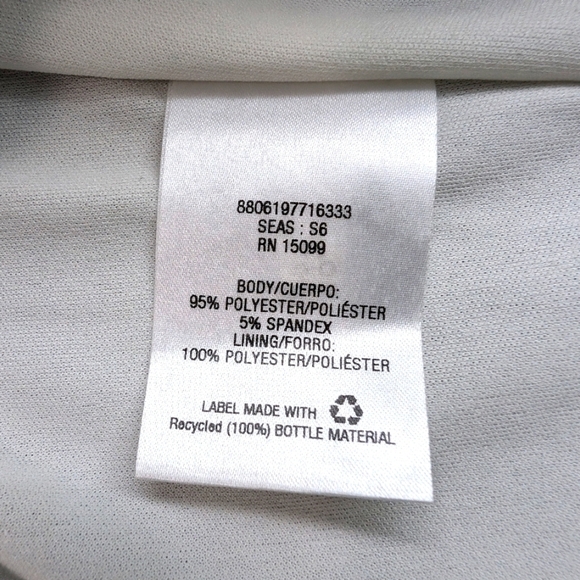 8806197716333
SEAS : S6
RN 15099
BODY/CUERPO:
95% POLYESTER/POLIÉSTER
5% SPANDEX
LINING/FORRO:
100% POLYESTER/POLIÉSTER
LABEL MADE WITH
Recycled (100%) BOTTLE MATERIAL